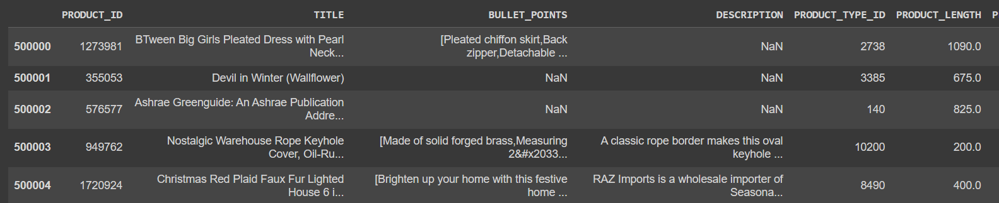 PRODUCT_ID TITLE BULLET_POINTS DESCRIPTION PRODUCT_TYPE_ID PRODUCT_LENGTH P
500000 1273981 BTween Big Girls Pleated Dress with Pearl Neck... [Pleated chiffon skirt,Back zipper,Detachable ... NaN 2738 1090.0
500001 355053 Devil in Winter (Wallflower) NaN NaN 3385 675.0
500002 576577 Ashrae Greenguide: An Ashrae Publication Addre... NaN NaN 140 825.0
500003 949762 Nostalgic Warehouse Rope Keyhole Cover, Oil-Ru... [Made of solid forged brass,Measuring 2&#x2033... A classic rope border makes this oval keyhole ... 10200 200.0
500004 1720924 Christmas Red Plaid Faux Fur Lighted House 6 i... [Brighten up your home with this festive home ... RAZ Imports is a wholesale importer of Seasona... 8490 400.0